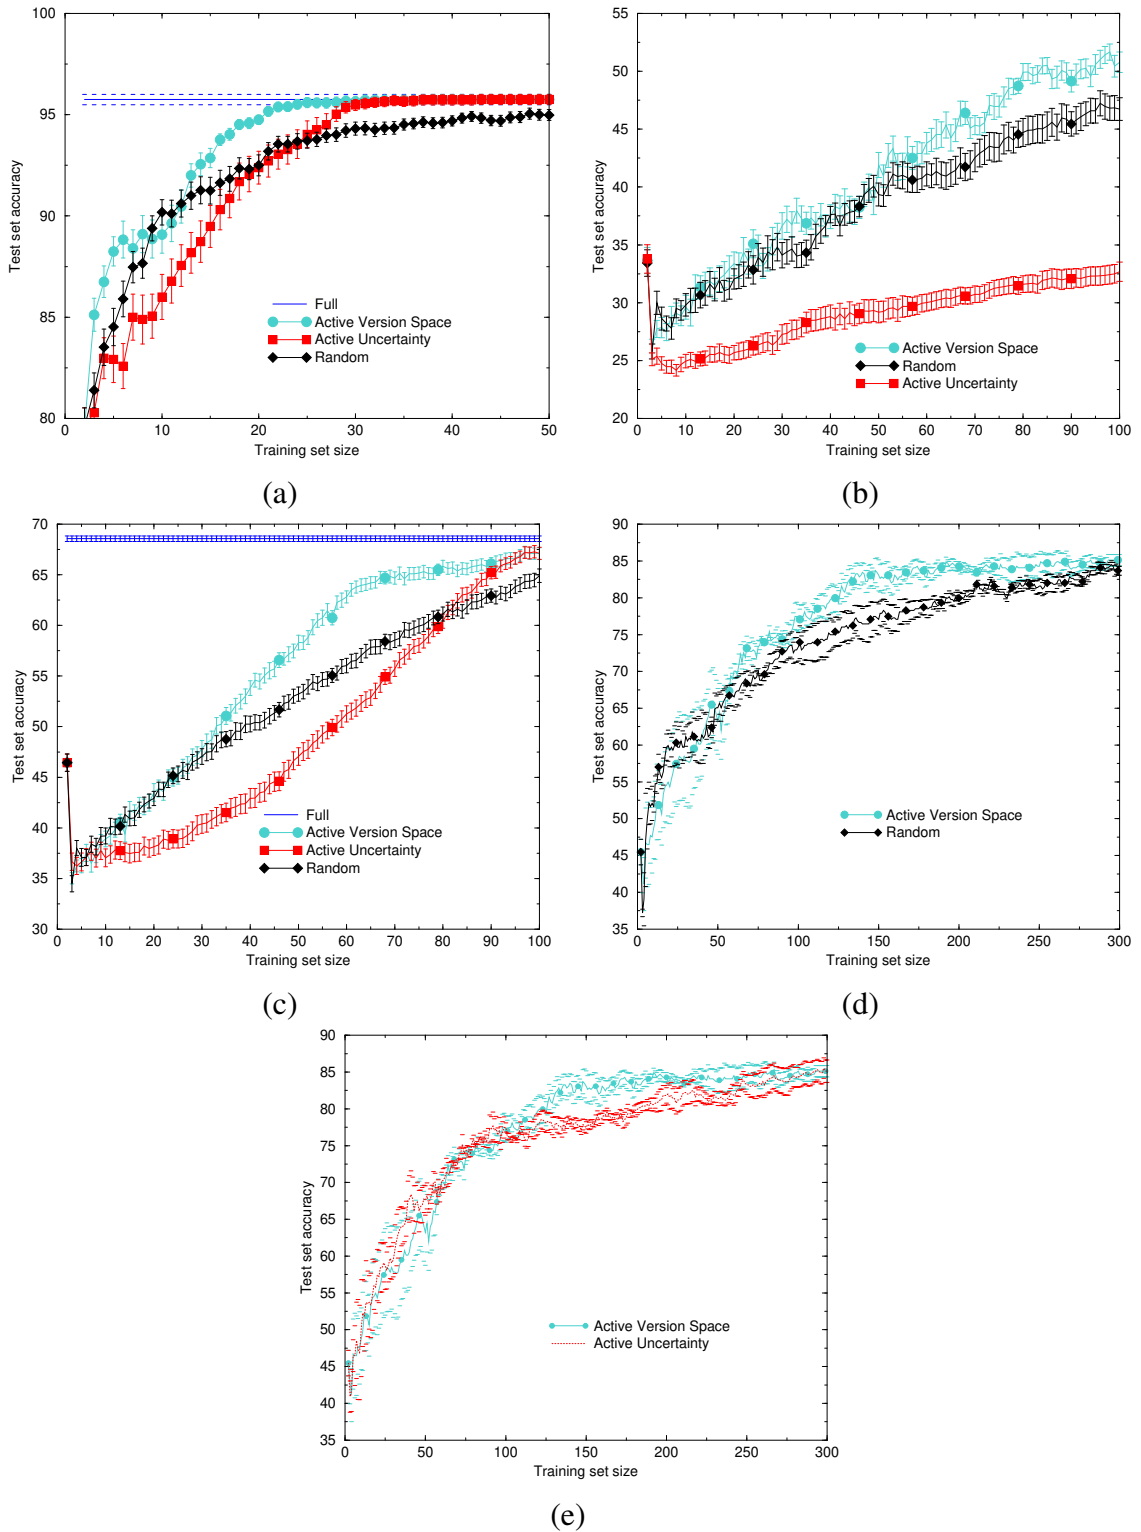 100
95
90
85
80
Test set accuracy
0 10 20 30 40 50
Training set size
Full
Active Version Space
Active Uncertainty
Random
(a)
55
50
45
40
35
30
25
20
Test set accuracy
0 10 20 30 40 50 60 70 80 90 100
Training set size
Active Version Space
Random
Active Uncertainty
(b)
70
65
60
55
50
45
40
35
30
Test set accuracy
0 10 20 30 40 50 60 70 80 90 100
Training set size
Full
Active Version Space
Active Uncertainty
Random
(c)
90
85
80
75
70
65
60
55
50
45
40
35
Test set accuracy
0 50 100 150 200 250 300
Training set size
Active Version Space
Random
(d)
90
85
80
75
70
65
60
55
50
45
40
35
Test set accuracy
0 50 100 150 200 250 300
Training set size
Active Version Space
Active Uncertainty
(e)